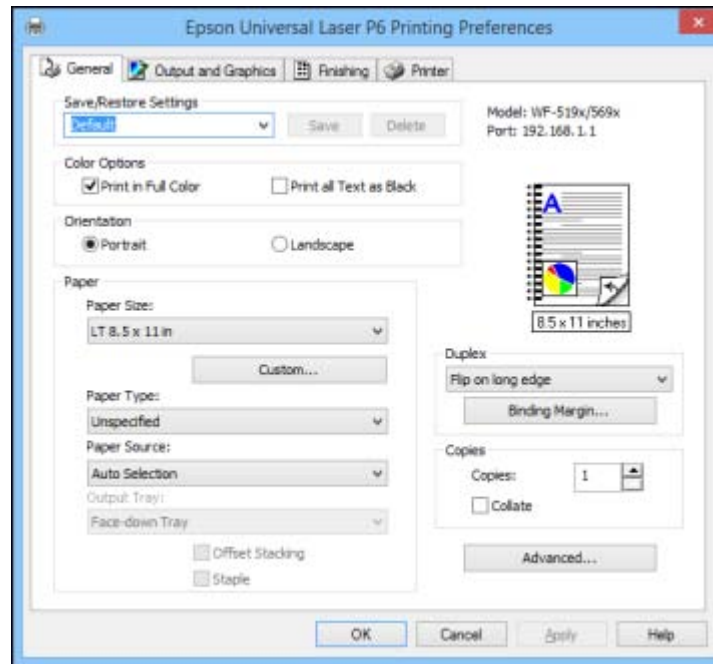 Epson Universal Laser P6 Printing Preferences
General
Output and Graphics
Finishing
Printer
Save/Restore Settings
Default
Save
Delete
Model: WF-519x/569x
Port: 192.168.1.1
Color Options
Print in Full Color
Print all Text as Black
Orientation
Portrait
Landscape
A
8.5 x 11 inches
Paper
Paper Size:
LT 8.5 x 11 in
Custom...
Paper Type:
Unspecified
Paper Source:
Auto Selection
Output Tray:
Face-down Tray
Offset Stacking
Staple
Duplex
Flip on long edge
Binding Margin...
Copies
Copies:
1
Collate
Advanced...
OK
Cancel
Apply
Help